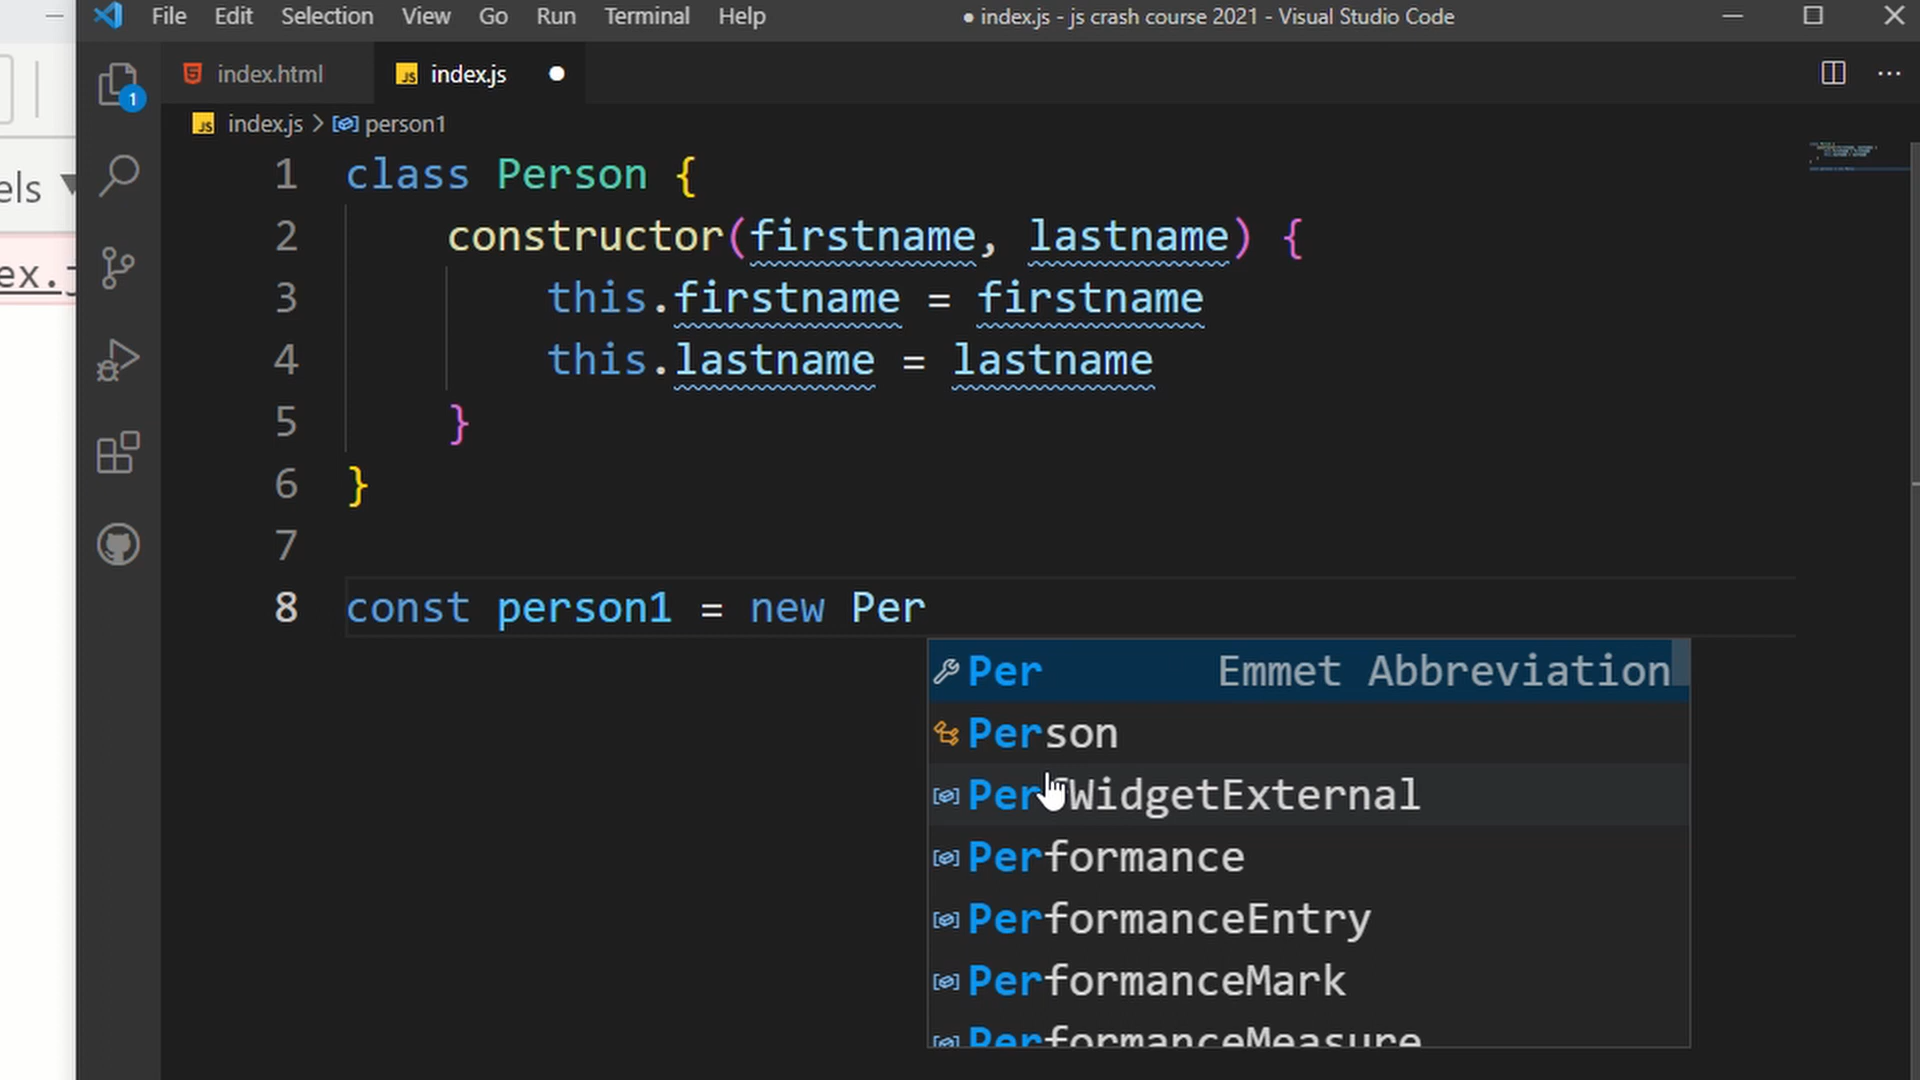 File Edit Selection View Go Run Terminal Help ● index.js - js crash course 2021 - Visual Studio Code
index.html index.js ●
index.js > person1
1 class Person {
2 constructor(firstname, lastname) {
3 this.firstname = firstname
4 this.lastname = lastname
5 }
6 }
7
8 const person1 = new Per
Per Emmet Abbreviation
Person
PerfWidgetExternal
Performance
PerformanceEntry
PerformanceMark
PerformanceMeasure
1
els
ex.j